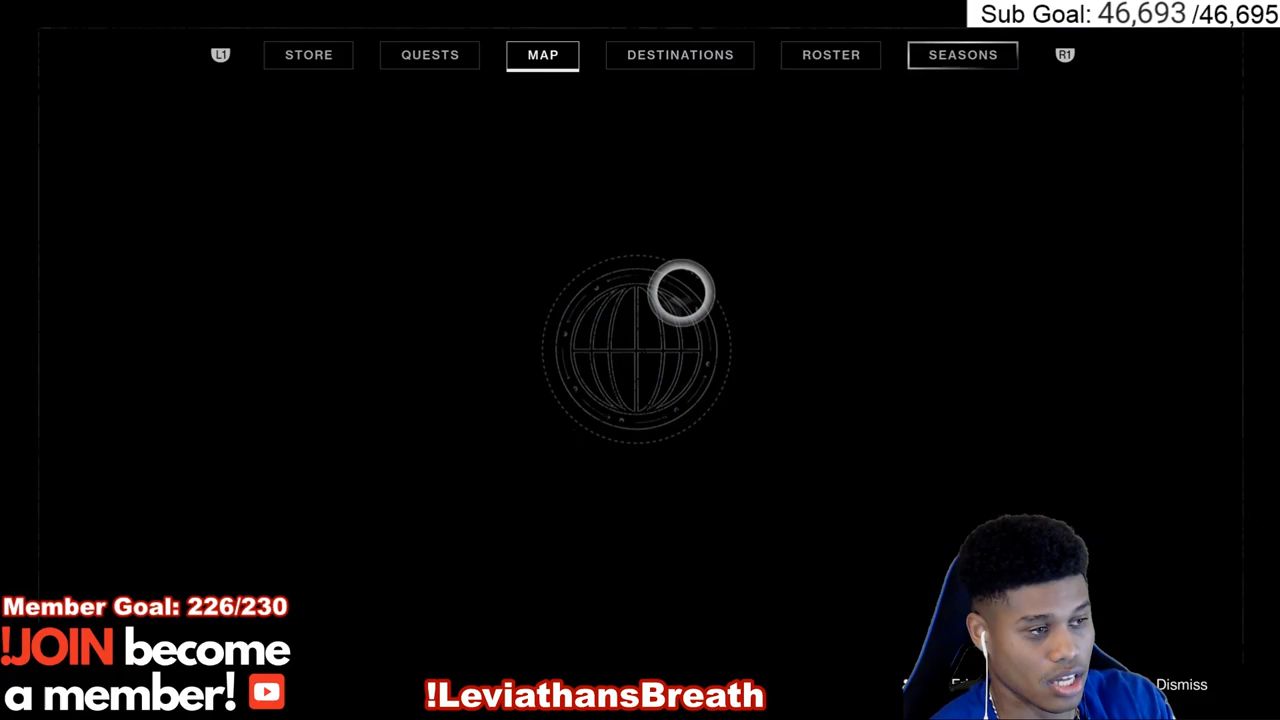 Sub Goal: 46,693 /46,695
L1 STORE QUESTS MAP DESTINATIONS ROSTER SEASONS R1
Member Goal: 226/230
!JOIN become
a member!
!LeviathansBreath
Dismiss